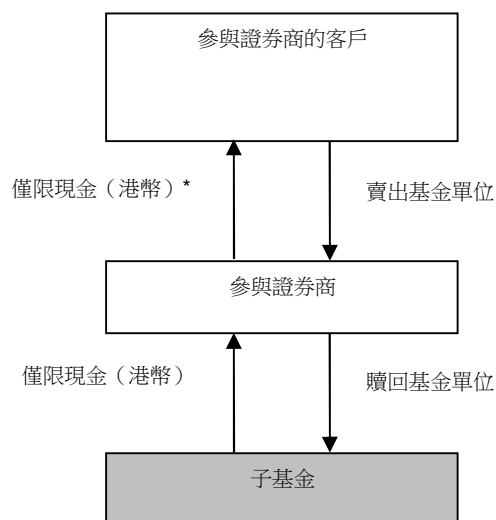 參與證券商的客戶
僅限現金（港幣）*
賣出基金單位
參與證券商
僅限現金（港幣）
贖回基金單位
子基金